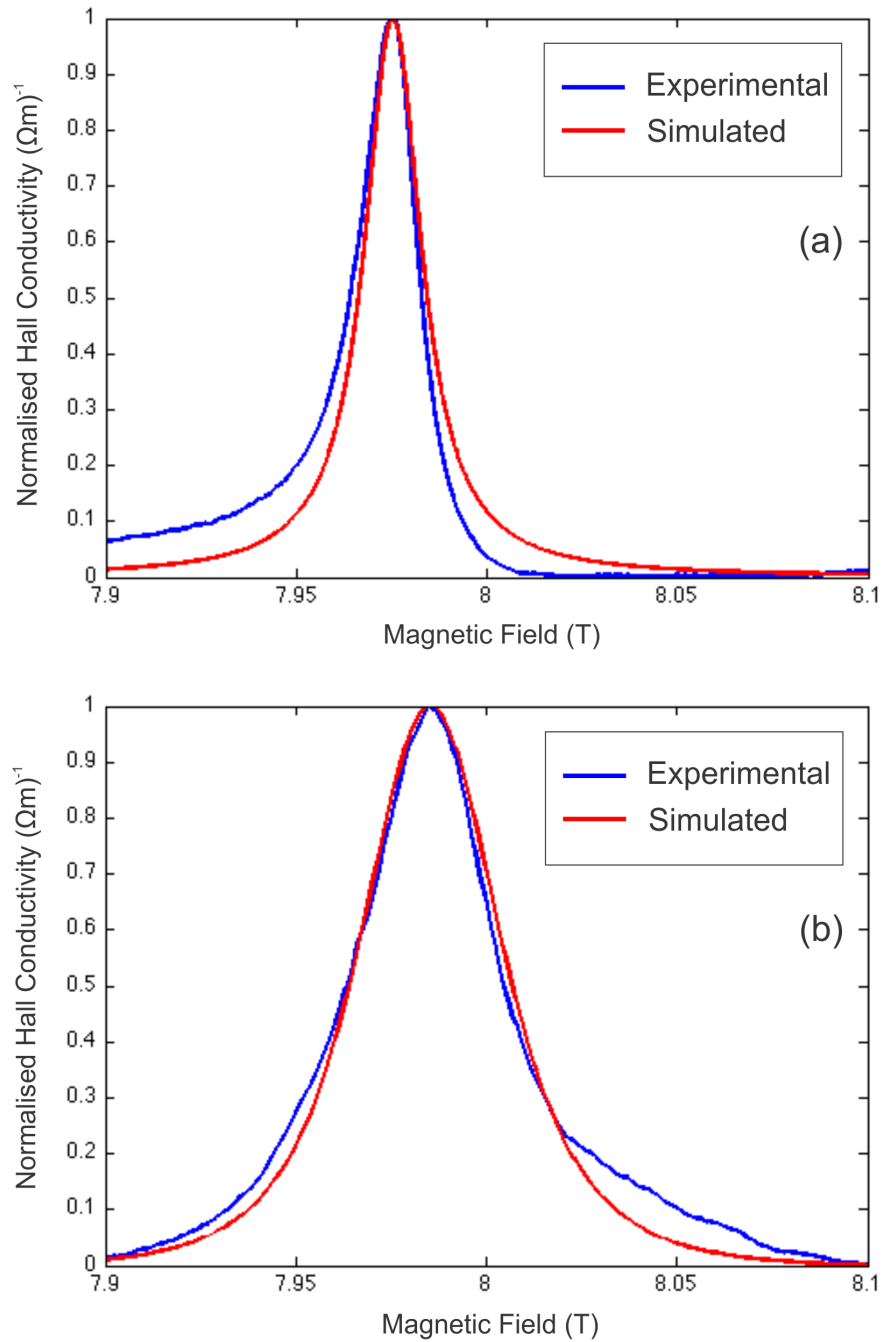 1
0.9
0.8
0.7
0.6
0.5
0.4
0.3
0.2
0.1
0
Normalised Hall Conductivity (Ωm)⁻¹
Experimental
Simulated
(a)
7.9 7.95 8 8.05 8.1
Magnetic Field (T)
1
0.9
0.8
0.7
0.6
0.5
0.4
0.3
0.2
0.1
0
Normalised Hall Conductivity (Ωm)⁻¹
Experimental
Simulated
(b)
7.9 7.95 8 8.05 8.1
Magnetic Field (T)